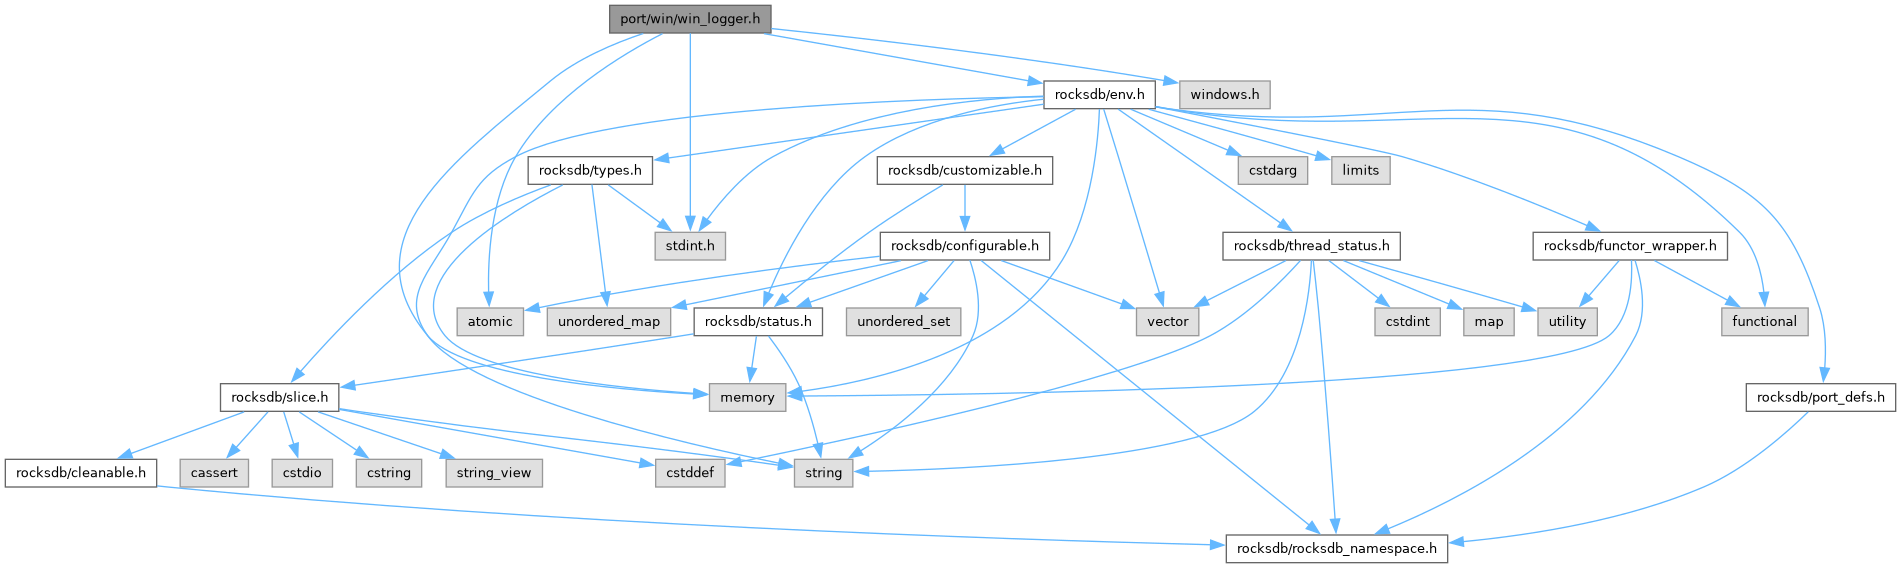 port/win/win_logger.h
rocksdb/env.h
windows.h
rocksdb/types.h
rocksdb/customizable.h
cstdarg
limits
stdint.h
rocksdb/configurable.h
rocksdb/thread_status.h
rocksdb/functor_wrapper.h
atomic
unordered_map
rocksdb/status.h
unordered_set
vector
cstdint
map
utility
functional
rocksdb/slice.h
memory
rocksdb/port_defs.h
rocksdb/cleanable.h
cassert
cstdio
cstring
string_view
cstddef
string
rocksdb/rocksdb_namespace.h